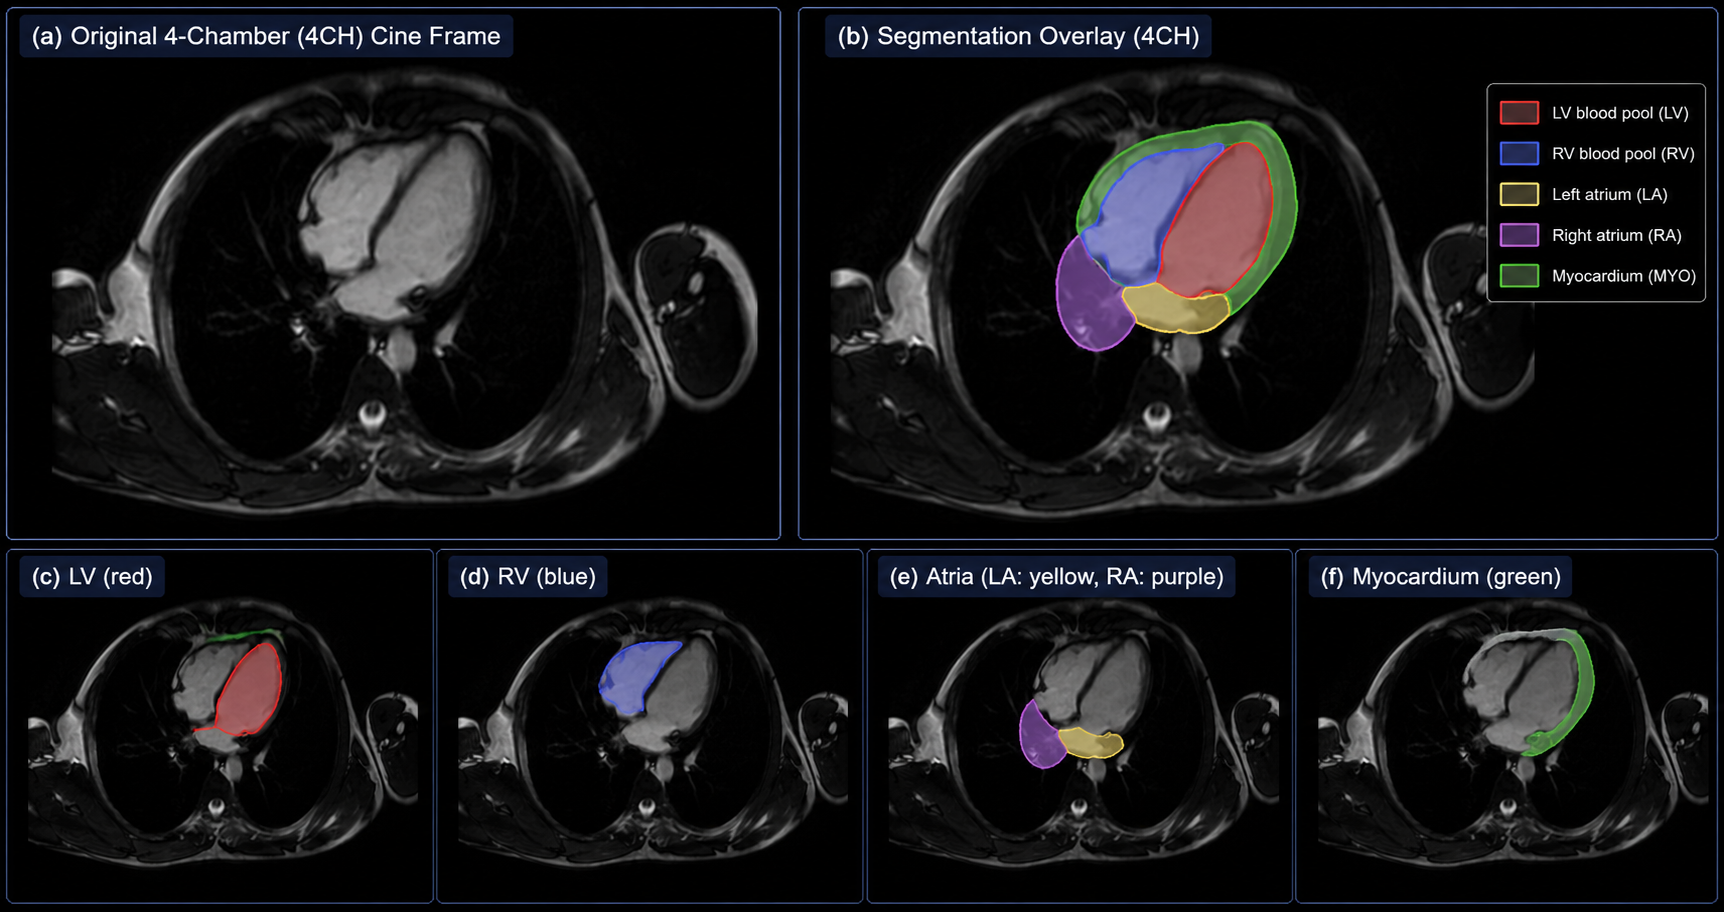 (a) Original 4-Chamber (4CH) Cine Frame
(b) Segmentation Overlay (4CH)
LV blood pool (LV)
RV blood pool (RV)
Left atrium (LA)
Right atrium (RA)
Myocardium (MYO)
(c) LV (red)
(d) RV (blue)
(e) Atria (LA: yellow, RA: purple)
(f) Myocardium (green)